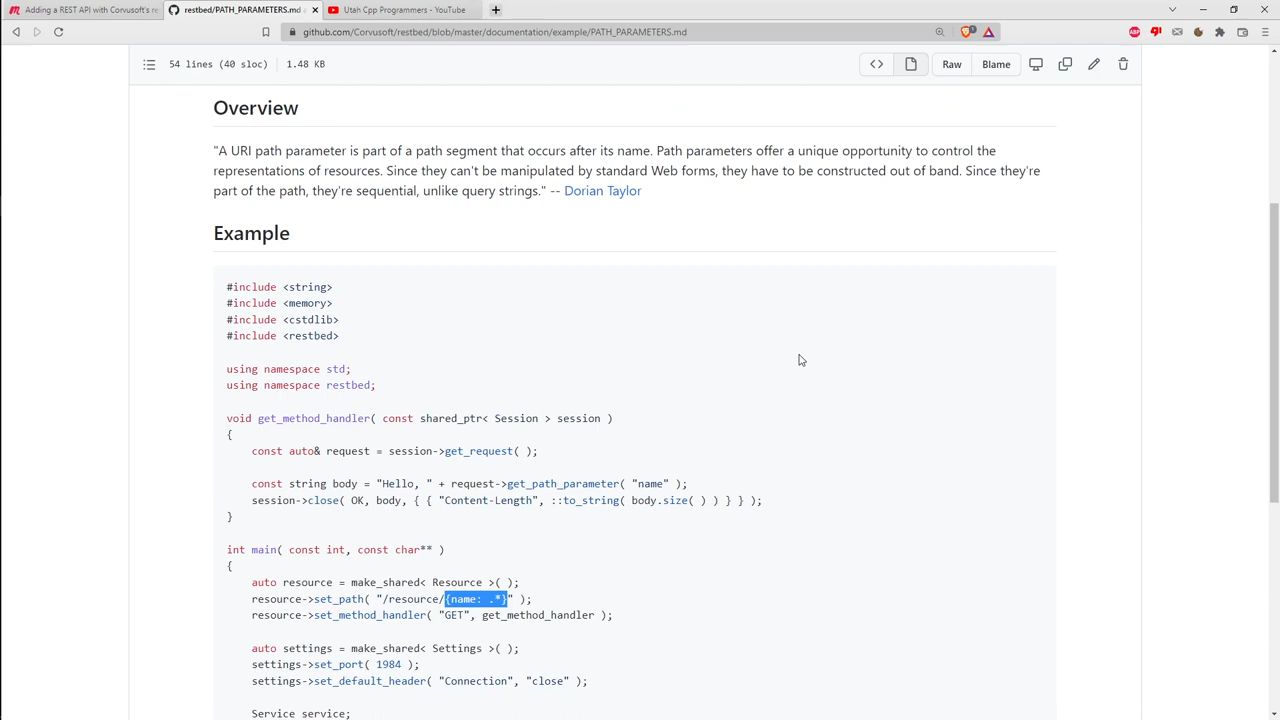 Adding a REST API with Corvusoft's re
restbed/PATH_PARAMETERS.md
Utah Cpp Programmers - YouTube
github.com/Corvusoft/restbed/blob/master/documentation/example/PATH_PARAMETERS.md
54 lines (40 sloc) 1.48 KB
Raw Blame
Overview
"A URI path parameter is part of a path segment that occurs after its name. Path parameters offer a unique opportunity to control the
representations of resources. Since they can't be manipulated by standard Web forms, they have to be constructed out of band. Since they're
part of the path, they're sequential, unlike query strings." -- Dorian Taylor
Example
#include <string>
#include <memory>
#include <cstdlib>
#include <restbed>
using namespace std;
using namespace restbed;
void get_method_handler( const shared_ptr< Session > session )
{
const auto& request = session->get_request( );
const string body = "Hello, " + request->get_path_parameter( "name" );
session->close( OK, body, { { "Content-Length", ::to_string( body.size( ) ) } } );
}
int main( const int, const char** )
{
auto resource = make_shared< Resource >( );
resource->set_path( "/resource/{name: .*}" );
resource->set_method_handler( "GET", get_method_handler );
auto settings = make_shared< Settings >( );
settings->set_port( 1984 );
settings->set_default_header( "Connection", "close" );
Service service;